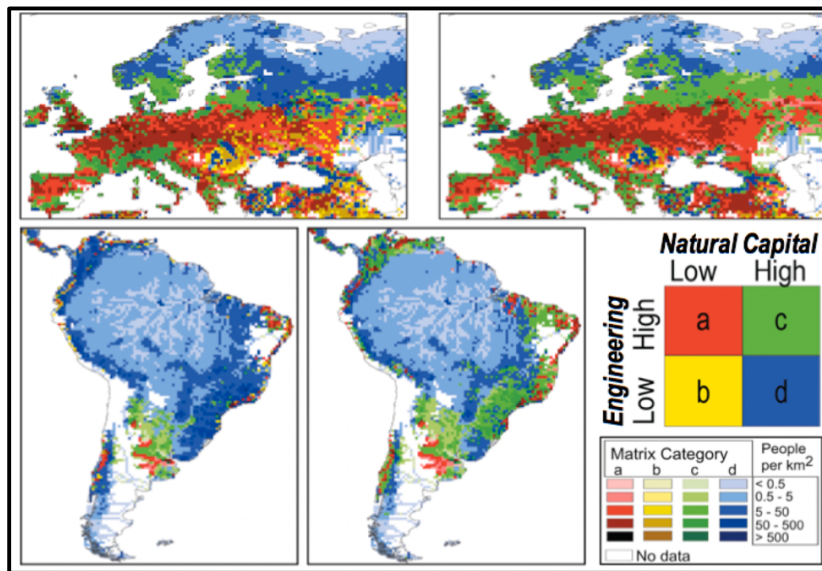 Natural Capital
Low High
Engineering
High
Low
a c
b d
Matrix Category
a b c d
People
per km2
< 0.5
0.5 - 5
5 - 50
50 - 500
> 500
No data